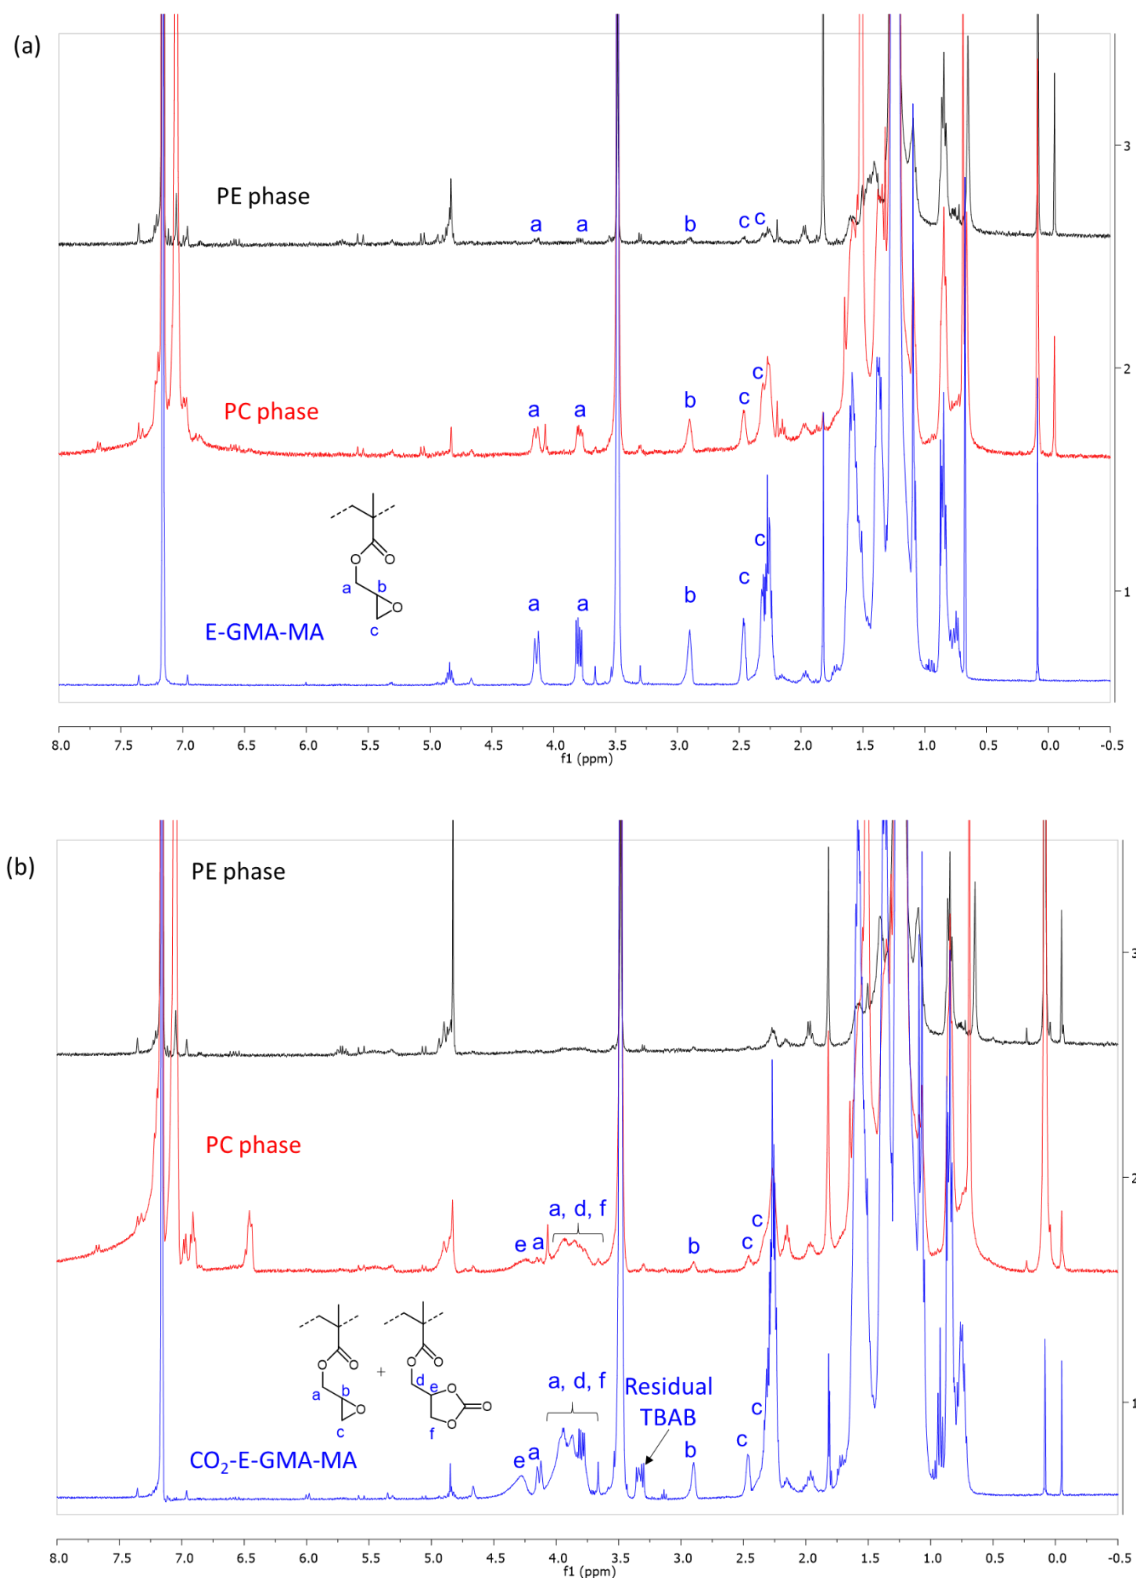 (a)
3
PE phase
a a b c c
2
PC phase
a a b c c
O
O
a b
O
c
1
E-GMA-MA
a a b c c
8.0 7.5 7.0 6.5 6.0 5.5 5.0 4.5 4.0 3.5 3.0 2.5 2.0 1.5 1.0 0.5 0.0 -0.5
f1 (ppm)
(b)
PE phase
3
PC phase
2
e a a, d, f b c c
O O
O + O
a b d e O
O O
c f O
1
CO₂-E-GMA-MA
e a a, d, f Residual
TBAB
b c c
8.0 7.5 7.0 6.5 6.0 5.5 5.0 4.5 4.0 3.5 3.0 2.5 2.0 1.5 1.0 0.5 0.0 -0.5
f1 (ppm)